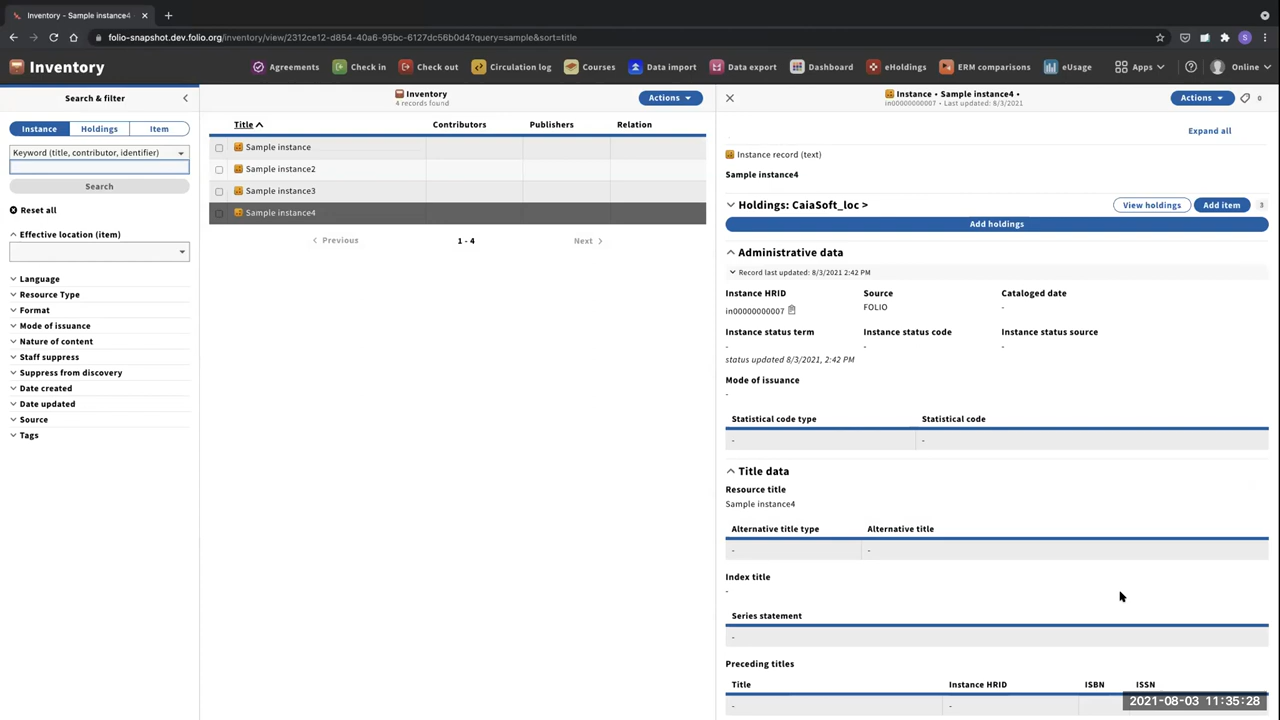 Inventory - Sample instance4
folio-snapshot.dev.folio.org/inventory/view/2312ce12-d854-40a6-95bc-6127dc56b0d4?query=sample&sort=title
S
Inventory
Agreements
Check in
Check out
Circulation log
Courses
Data import
Data export
Dashboard
eHoldings
ERM comparisons
eUsage
Apps
Online
Search & filter
Instance
Holdings
Item
Keyword (title, contributor, identifier)
Search
Reset all
Effective location (item)
Language
Resource Type
Format
Mode of issuance
Nature of content
Staff suppress
Suppress from discovery
Date created
Date updated
Source
Tags
Inventory
4 records found
Actions
Title Contributors Publishers Relation
Sample instance
Sample instance2
Sample instance3
Sample instance4
Previous 1 - 4 Next
Instance • Sample instance4 •
in00000000007 • Last updated: 8/3/2021
Actions
0
Expand all
Instance record (text)
Sample instance4
Holdings: CaiaSoft_loc >
View holdings
Add item
3
Add holdings
Administrative data
Record last updated: 8/3/2021 2:42 PM
Instance HRID Source Cataloged date
in00000000007 FOLIO -
Instance status term Instance status code Instance status source
- - -
status updated 8/3/2021, 2:42 PM
Mode of issuance
-
Statistical code type Statistical code
- -
Title data
Resource title
Sample instance4
Alternative title type Alternative title
- -
Index title
-
Series statement
-
Preceding titles
Title Instance HRID ISBN ISSN
- -
2021-08-03 11:35:28